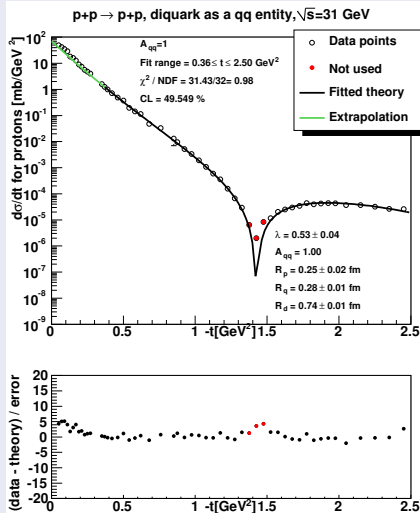 p+p → p+p, diquark as a qq entity,√s=31 GeV
dσ/dt for protons [mb/GeV²]
10²
10
1
10⁻¹
10⁻²
10⁻³
10⁻⁴
10⁻⁵
10⁻⁶
10⁻⁷
10⁻⁸
10⁻⁹
A_qq=1
Fit range = 0.36≤ t ≤ 2.50 GeV²
χ² / NDF = 31.43/32= 0.98
CL = 49.549 %
Data points
Not used
Fitted theory
Extrapolation
λ = 0.53 ± 0.04
A_qq = 1.00
R_p = 0.25 ± 0.02 fm
R_q = 0.28 ± 0.01 fm
R_d = 0.74 ± 0.01 fm
0 0.5 1 -t[GeV²] 1.5 2 2.5
(data - theory) / error
20
15
10
5
0
-5
-10
-15
-20
0 0.5 1 -t[GeV²] 1.5 2 2.5